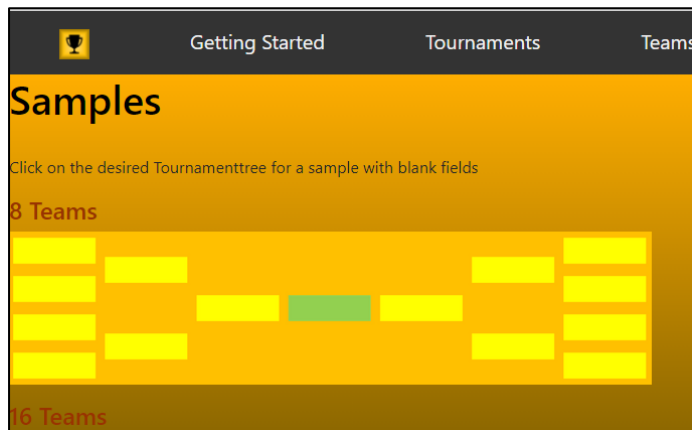 Getting Started Tournaments Teams
Samples
Click on the desired Tournamenttree for a sample with blank fields
8 Teams
16 Teams